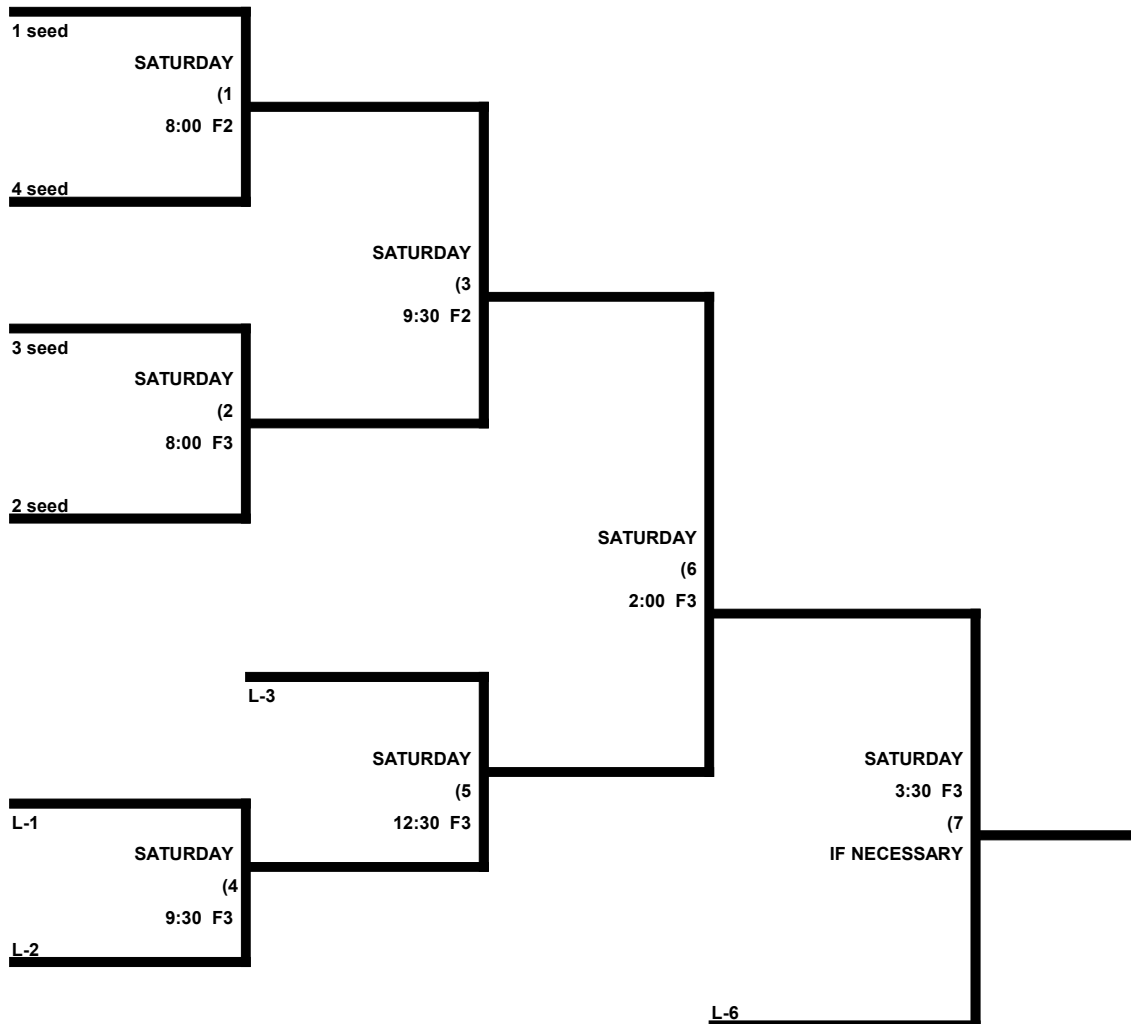 1 seed
SATURDAY
(1
8:00 F2
4 seed
SATURDAY
(3
9:30 F2
3 seed
SATURDAY
(2
8:00 F3
2 seed
SATURDAY
(6
2:00 F3
L-3
SATURDAY
(5
12:30 F3
SATURDAY
3:30 F3
(7
IF NECESSARY
L-1
SATURDAY
(4
9:30 F3
L-2
L-6